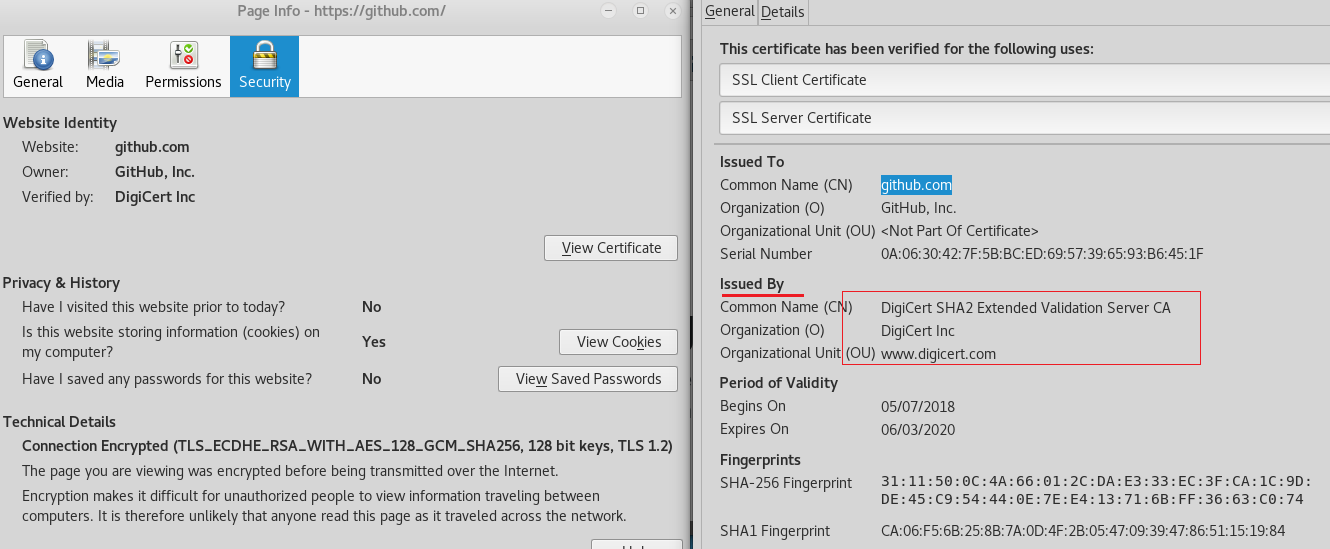 Page Info - https://github.com/
General Media Permissions Security
Website Identity
Website: github.com
Owner: GitHub, Inc.
Verified by: DigiCert Inc
View Certificate
Privacy & History
Have I visited this website prior to today? No
Is this website storing information (cookies) on
my computer? Yes View Cookies
Have I saved any passwords for this website? No View Saved Passwords
Technical Details
Connection Encrypted (TLS_ECDHE_RSA_WITH_AES_128_GCM_SHA256, 128 bit keys, TLS 1.2)
The page you are viewing was encrypted before being transmitted over the Internet.
Encryption makes it difficult for unauthorized people to view information traveling between
computers. It is therefore unlikely that anyone read this page as it traveled across the network.
General Details
This certificate has been verified for the following uses:
SSL Client Certificate
SSL Server Certificate
Issued To
Common Name (CN) github.com
Organization (O) GitHub, Inc.
Organizational Unit (OU) <Not Part Of Certificate>
Serial Number 0A:06:30:42:7F:5B:BC:ED:69:57:39:65:93:B6:45:1F
Issued By
Common Name (CN) DigiCert SHA2 Extended Validation Server CA
Organization (O) DigiCert Inc
Organizational Unit (OU) www.digicert.com
Period of Validity
Begins On 05/07/2018
Expires On 06/03/2020
Fingerprints
SHA-256 Fingerprint 31:11:50:0C:4A:66:01:2C:DA:E3:33:EC:3F:CA:1C:9D:
DE:45:C9:54:44:0E:7E:E4:13:71:6B:FF:36:63:C0:74
SHA1 Fingerprint CA:06:F5:6B:25:8B:7A:0D:4F:2B:05:47:09:39:47:86:51:15:19:84